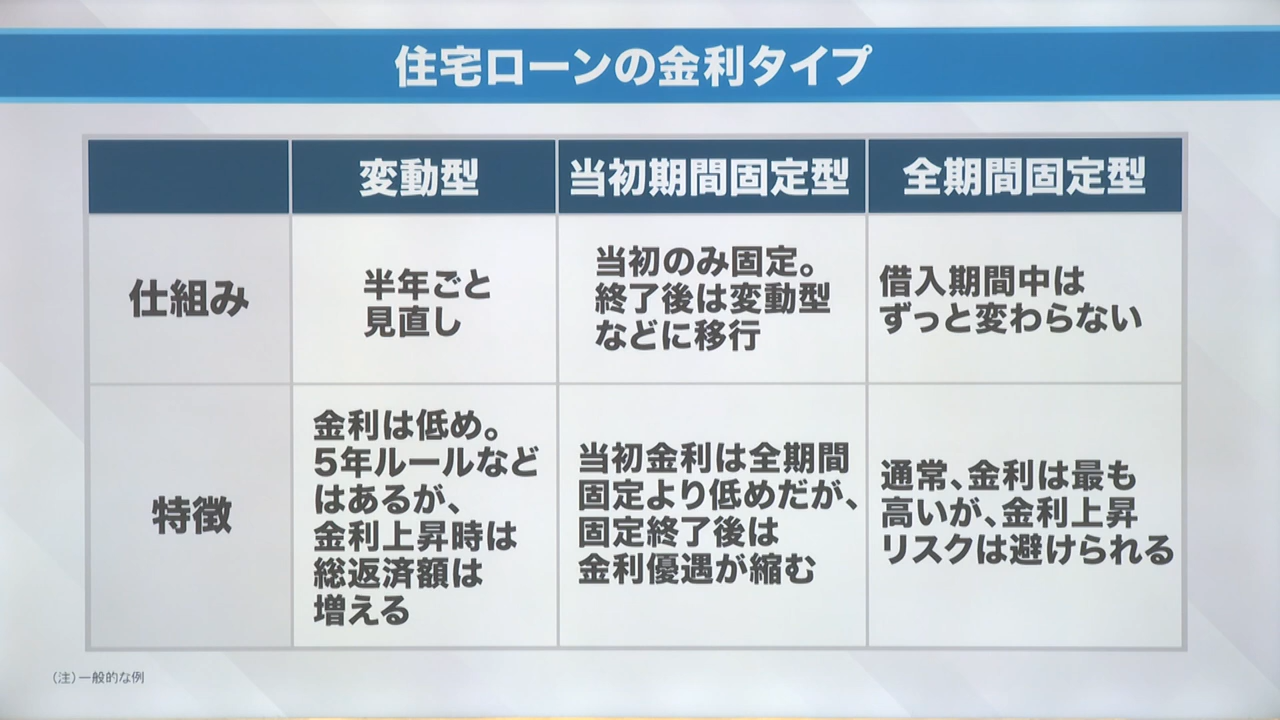 住宅ローンの金利タイプ
変動型
当初期間固定型
全期間固定型
仕組み
半年ごと
見直し
当初のみ固定。
終了後は変動型
などに移行
借入期間中は
ずっと変わらない
特徴
金利は低め。
5年ルールなど
はあるが、
金利上昇時は
総返済額は
増える
当初金利は全期間
固定より低めだが、
固定終了後は
金利優遇が縮む
通常、金利は最も
高いが、金利上昇
リスクは避けられる
(注)一般的な例